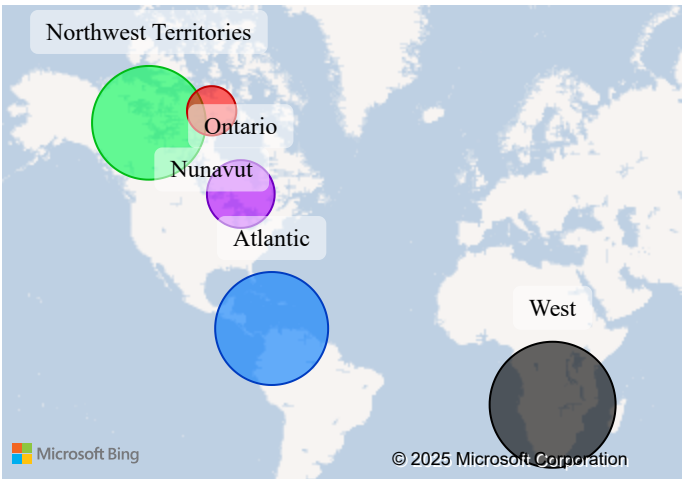 Northwest Territories
Ontario
Nunavut
Atlantic
West
Microsoft Bing
© 2025 Microsoft Corporation